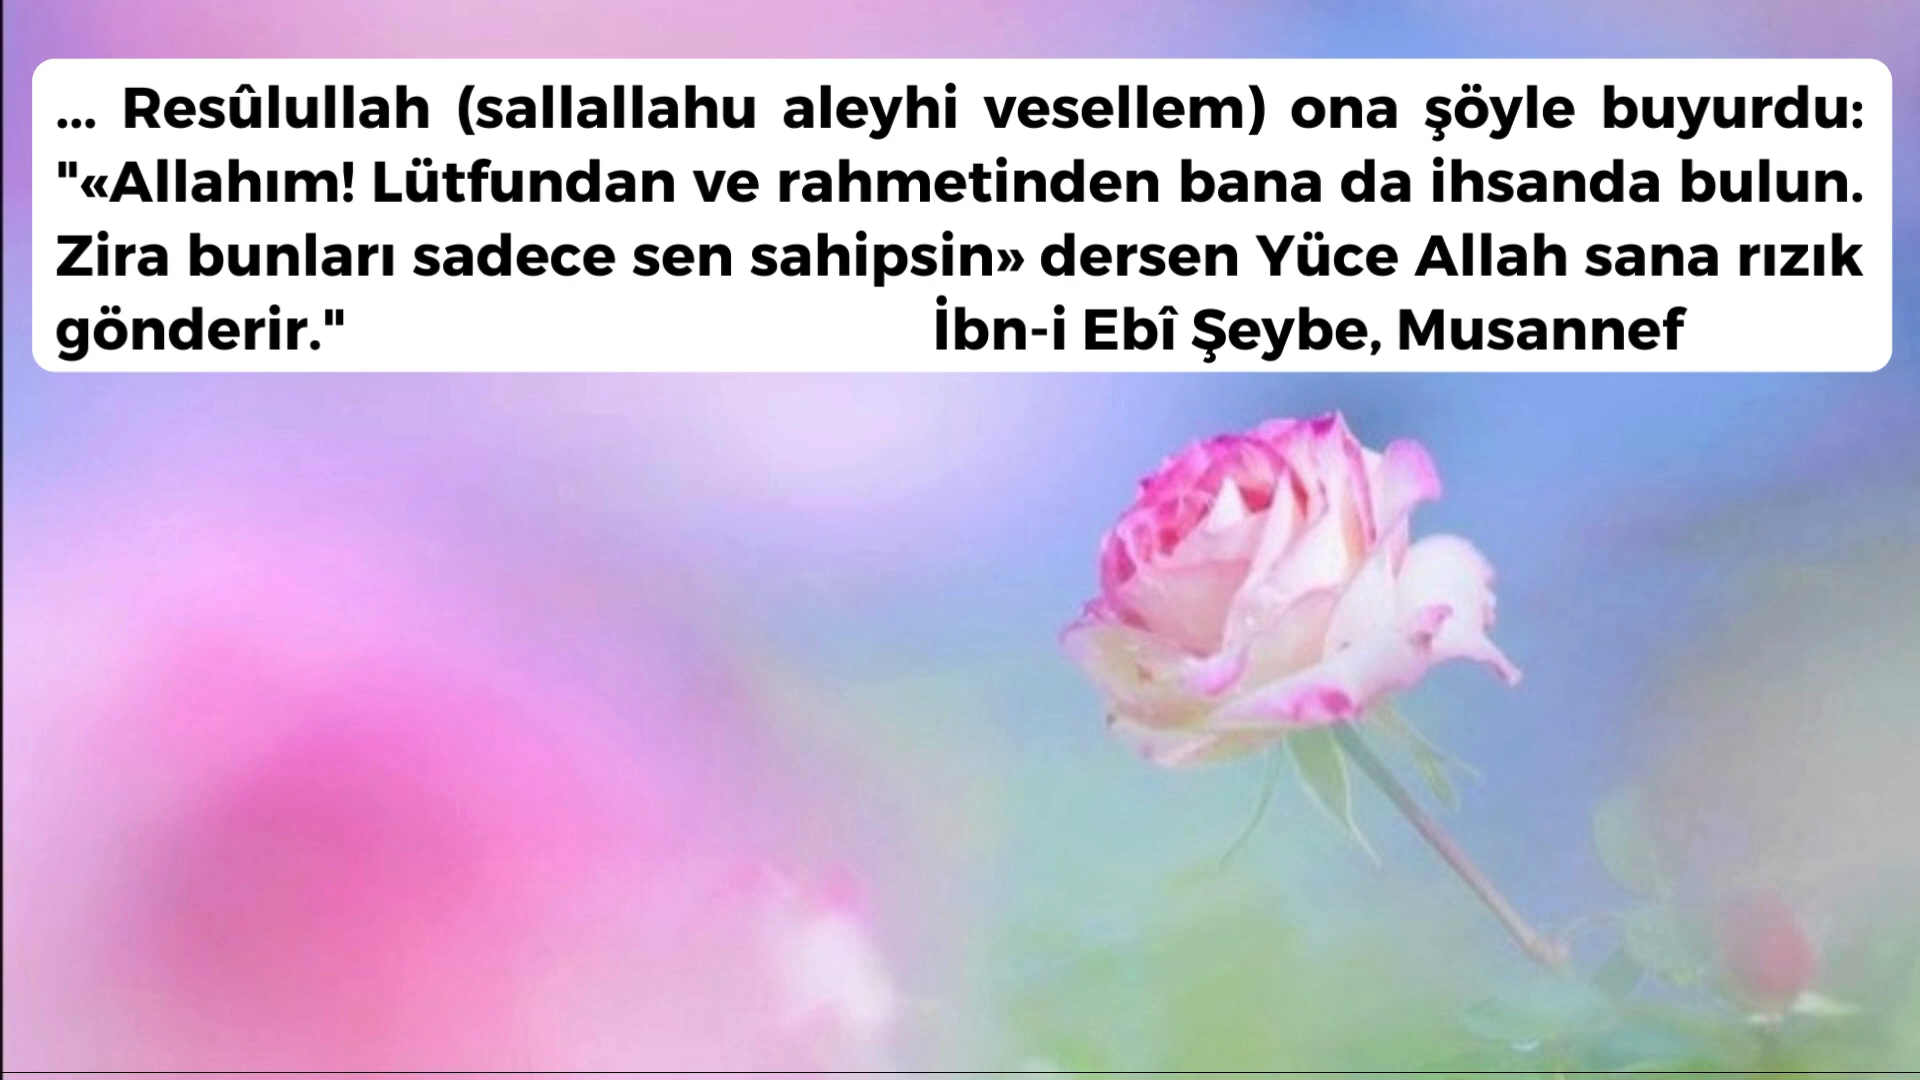 ... Resûlullah (sallallahu aleyhi vesellem) ona şöyle buyurdu:
"«Allahım! Lütfundan ve rahmetinden bana da ihsanda bulun.
Zira bunları sadece sen sahipsin» dersen Yüce Allah sana rızık
gönderir." İbn-i Ebî Şeybe, Musannef